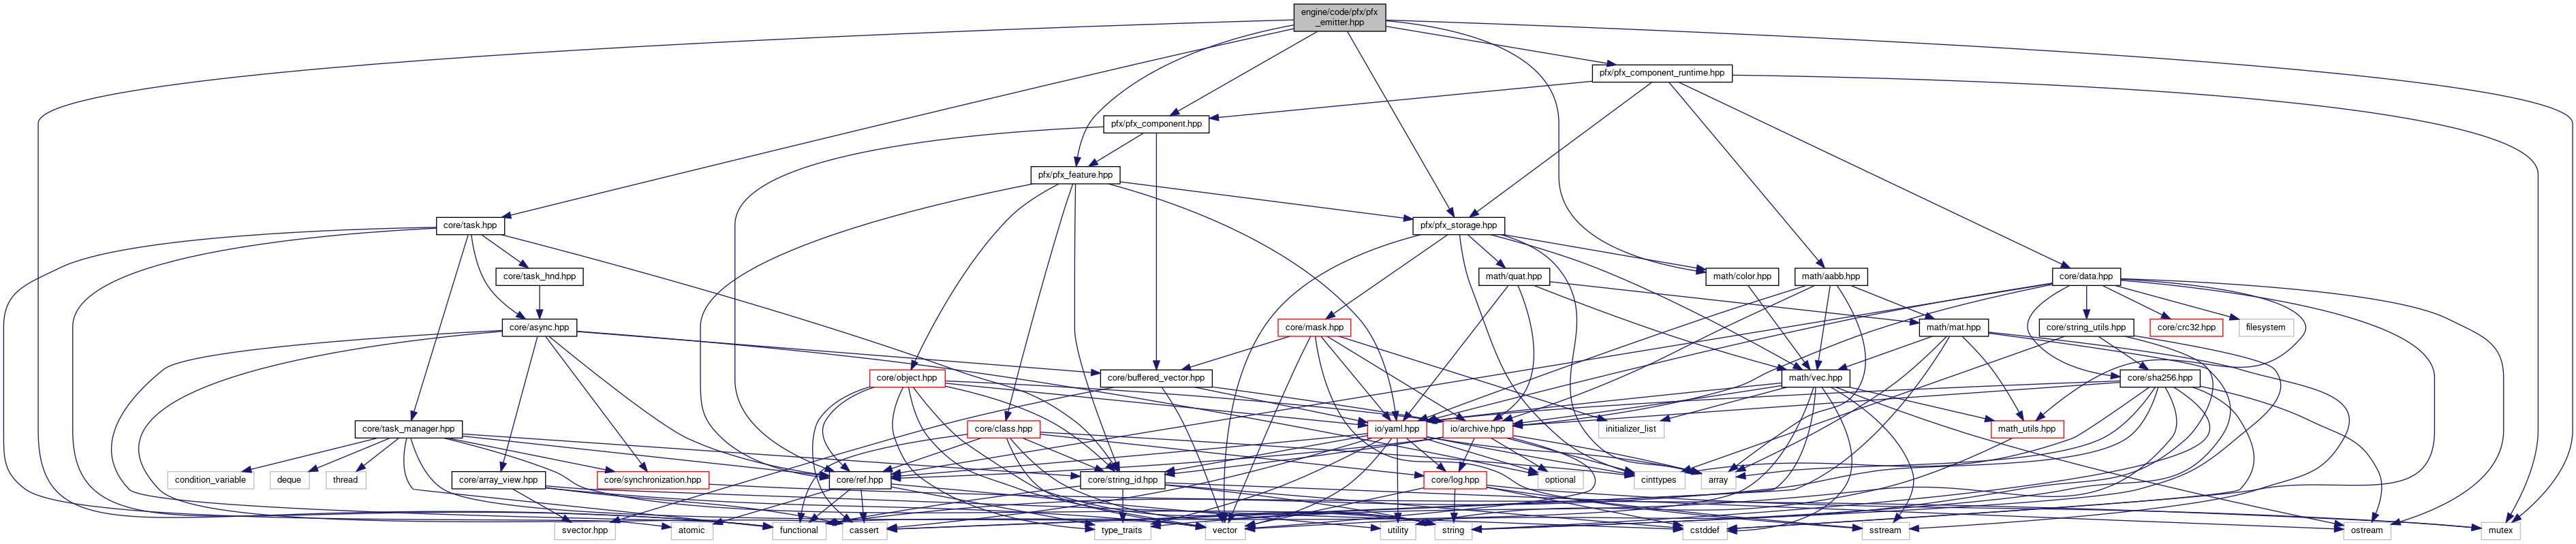 engine/code/pfx/pfx
_emitter.hpp
pfx/pfx_component_runtime.hpp
pfx/pfx_component.hpp
pfx/pfx_feature.hpp
core/task.hpp
pfx/pfx_storage.hpp
core/task_hnd.hpp
math/quat.hpp
math/color.hpp
math/aabb.hpp
core/data.hpp
core/async.hpp
core/mask.hpp
math/mat.hpp
core/string_utils.hpp
core/crc32.hpp
filesystem
core/object.hpp
core/buffered_vector.hpp
math/vec.hpp
core/sha256.hpp
core/task_manager.hpp
core/class.hpp
io/yaml.hpp
io/archive.hpp
initializer_list
math_utils.hpp
condition_variable
deque
thread
core/array_view.hpp
core/synchronization.hpp
core/ref.hpp
core/string_id.hpp
core/log.hpp
optional
cinttypes
array
svector.hpp
atomic
functional
cassert
type_traits
vector
utility
string
cstddef
sstream
ostream
mutex